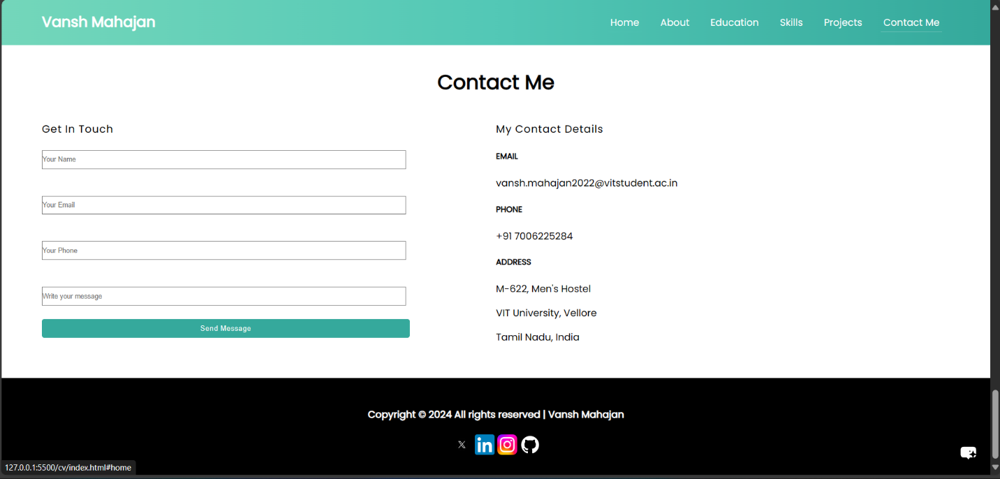 Vansh Mahajan
Home About Education Skills Projects Contact Me
Contact Me
Get In Touch
Your Name
Your Email
Your Phone
Write your message
Send Message
My Contact Details
EMAIL
vansh.mahajan2022@vitstudent.ac.in
PHONE
+91 7006225284
ADDRESS
M-622, Men's Hostel
VIT University, Vellore
Tamil Nadu, India
Copyright © 2024 All rights reserved | Vansh Mahajan
X in
127.0.0.1:5500/cv/index.html#home